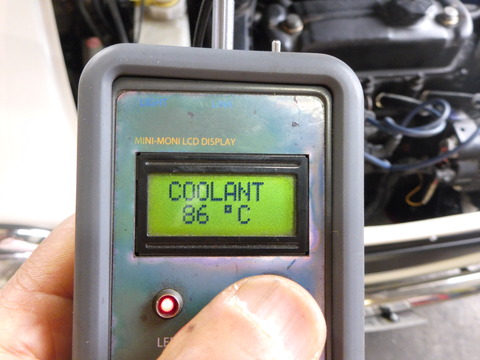 MINI-MONI LCD DISPLAY
COOLANT
86 °C